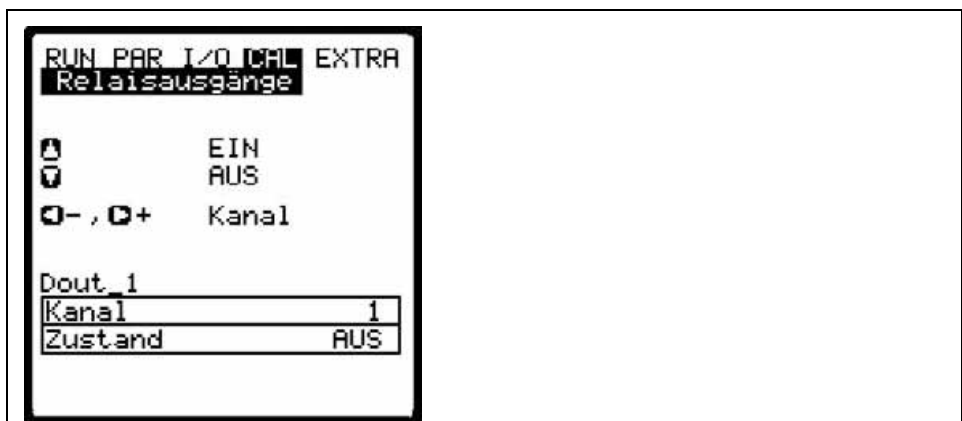 RUN PAR I/O CAL EXTRA
Relaisausgänge
EIN
AUS
-,+ Kanal
Dout_1
Kanal 1
Zustand AUS